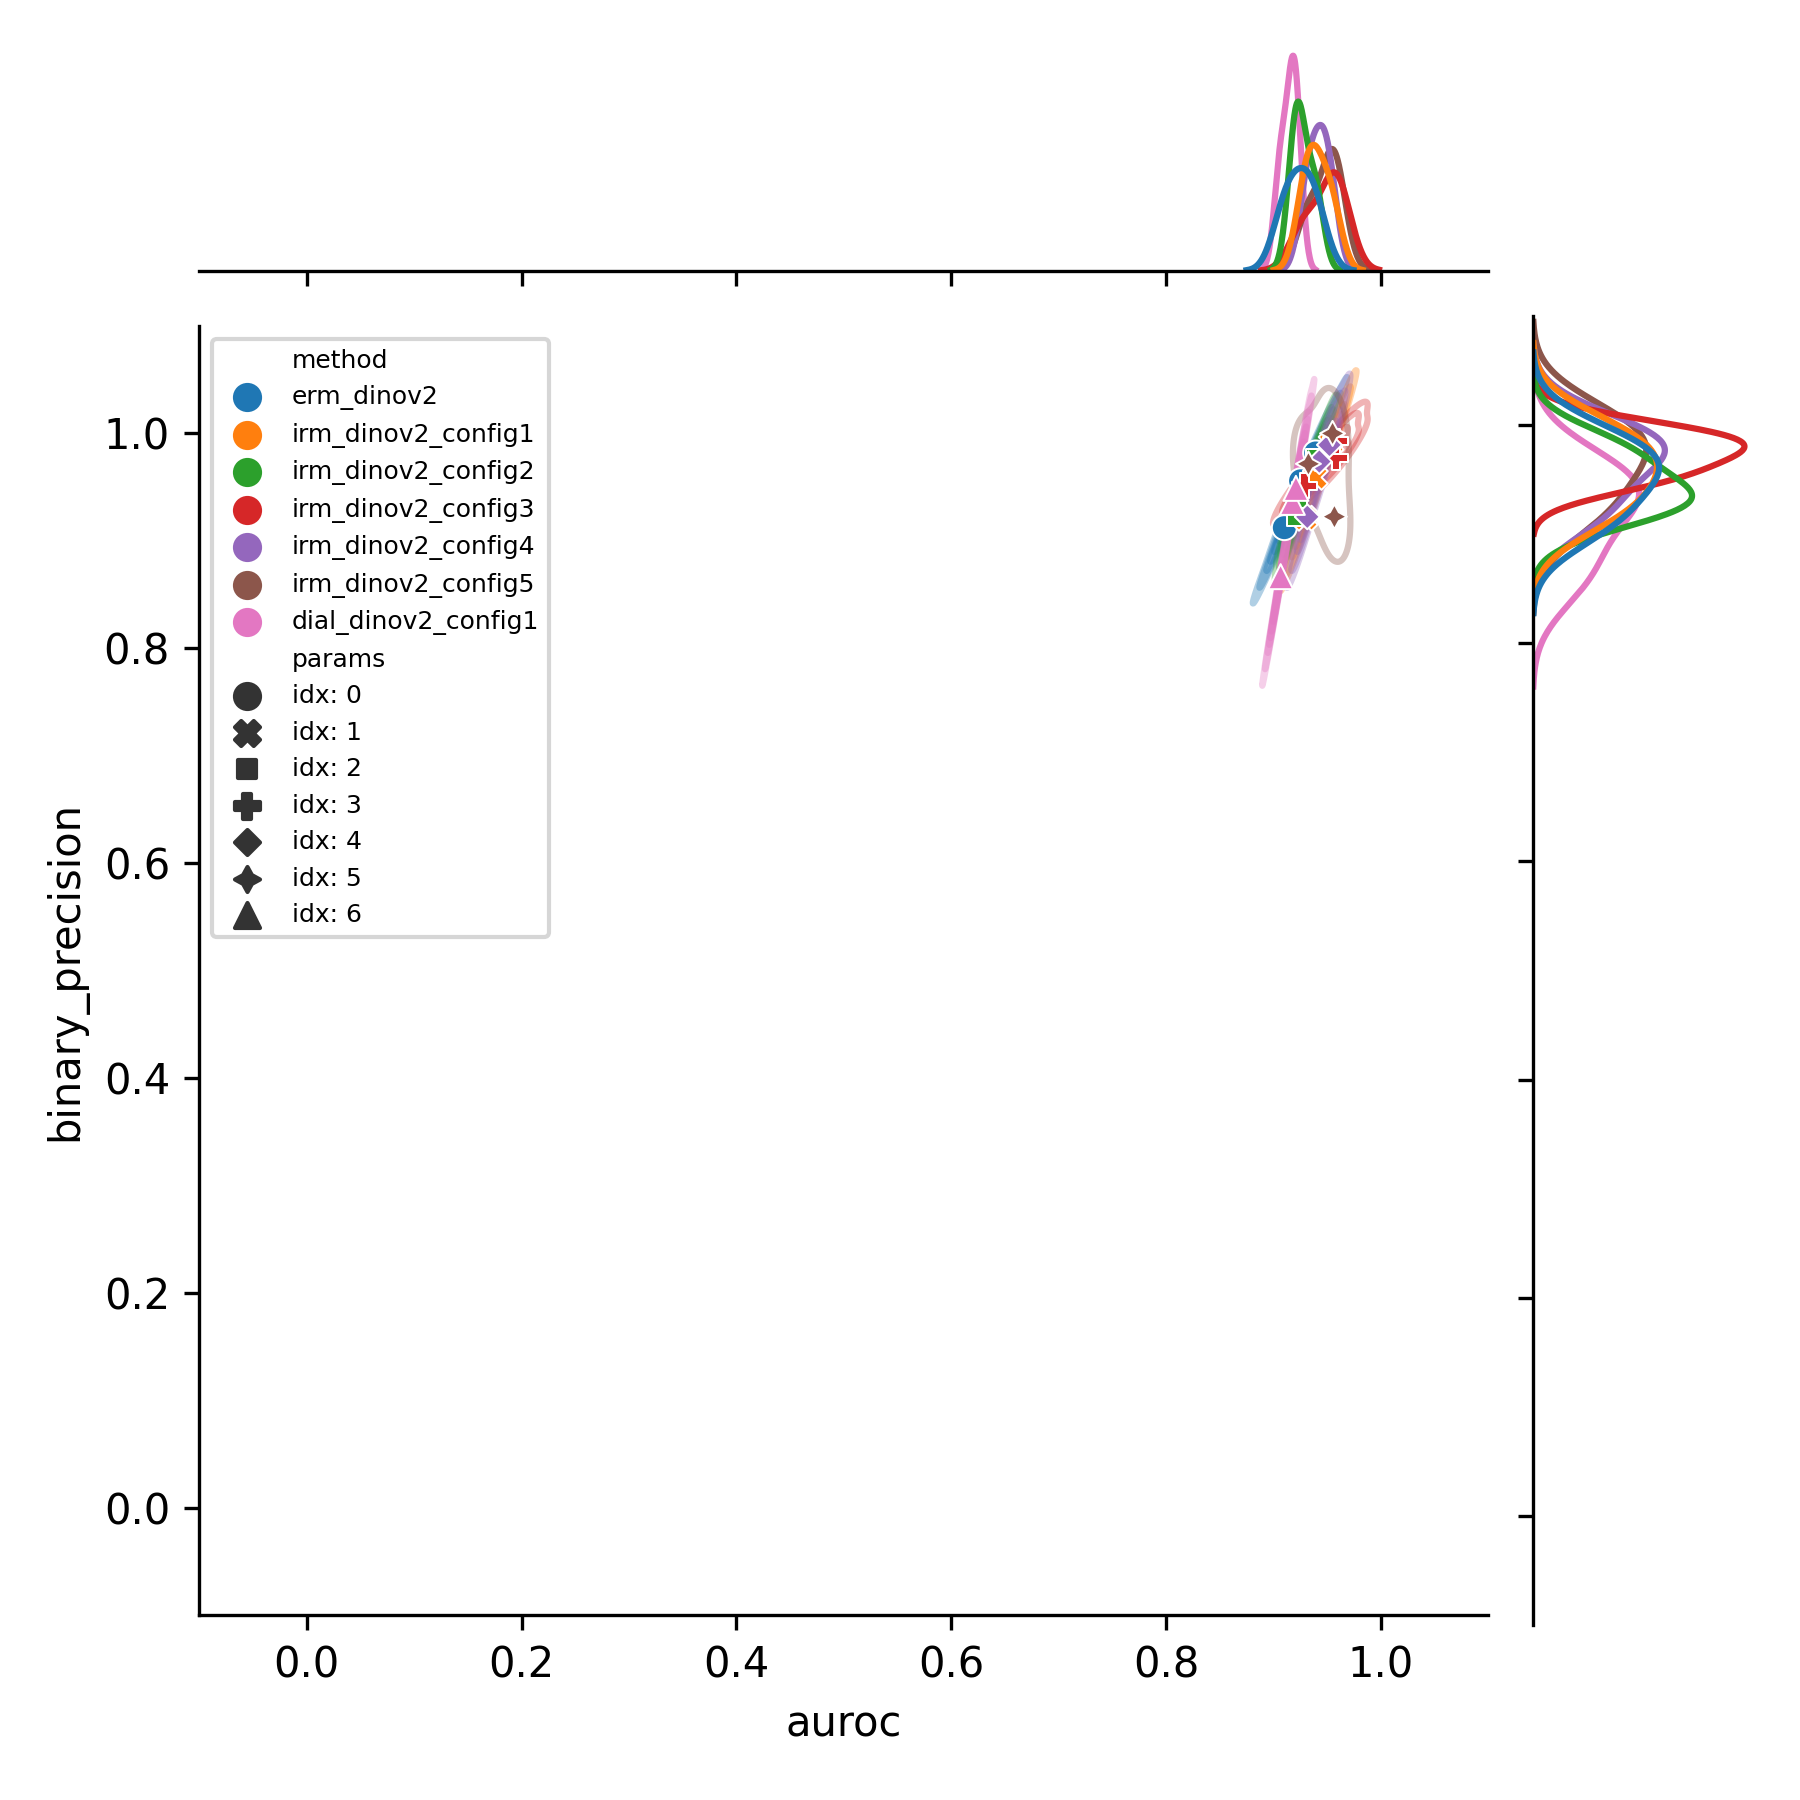 method
erm_dinov2
irm_dinov2_config1
irm_dinov2_config2
irm_dinov2_config3
irm_dinov2_config4
irm_dinov2_config5
dial_dinov2_config1
params
idx: 0
idx: 1
idx: 2
idx: 3
idx: 4
idx: 5
idx: 6
binary_precision
1.0
0.8
0.6
0.4
0.2
0.0
0.0 0.2 0.4 0.6 0.8 1.0
auroc